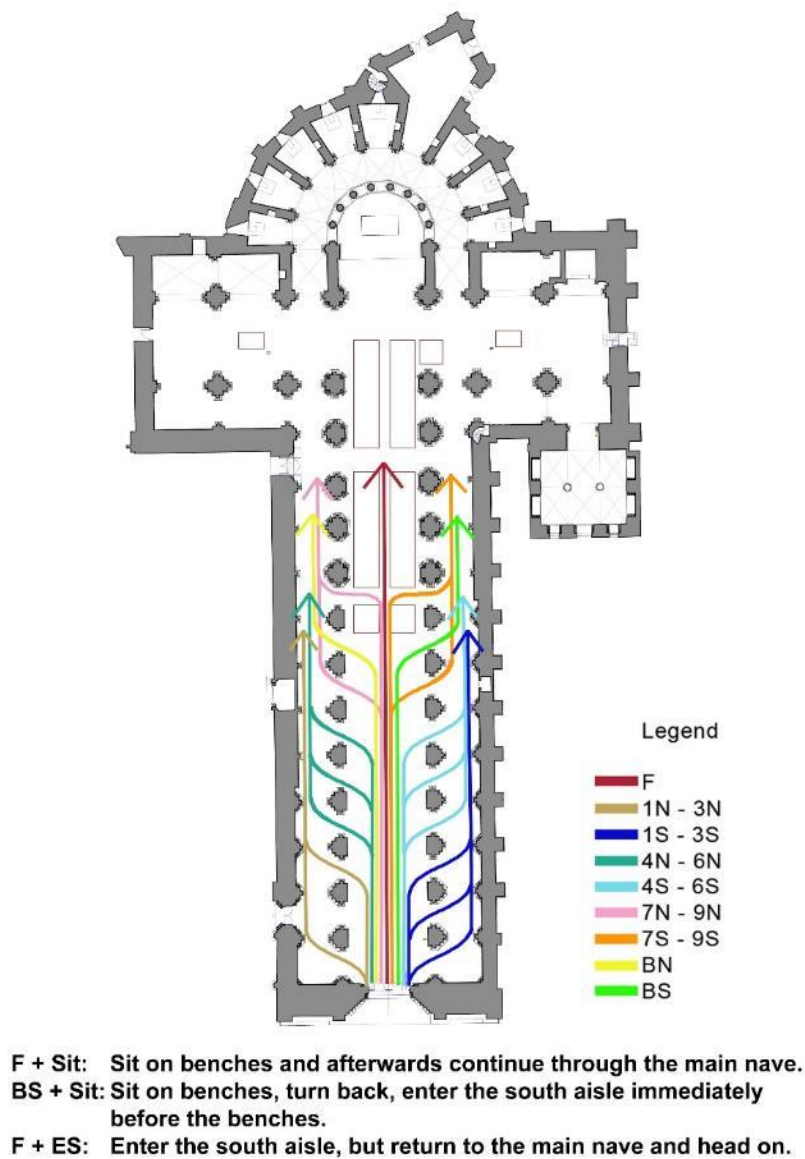 Legend
F
1N - 3N
1S - 3S
4N - 6N
4S - 6S
7N - 9N
7S - 9S
BN
BS
F + Sit: Sit on benches and afterwards continue through the main nave.
BS + Sit: Sit on benches, turn back, enter the south aisle immediately
before the benches.
F + ES: Enter the south aisle, but return to the main nave and head on.